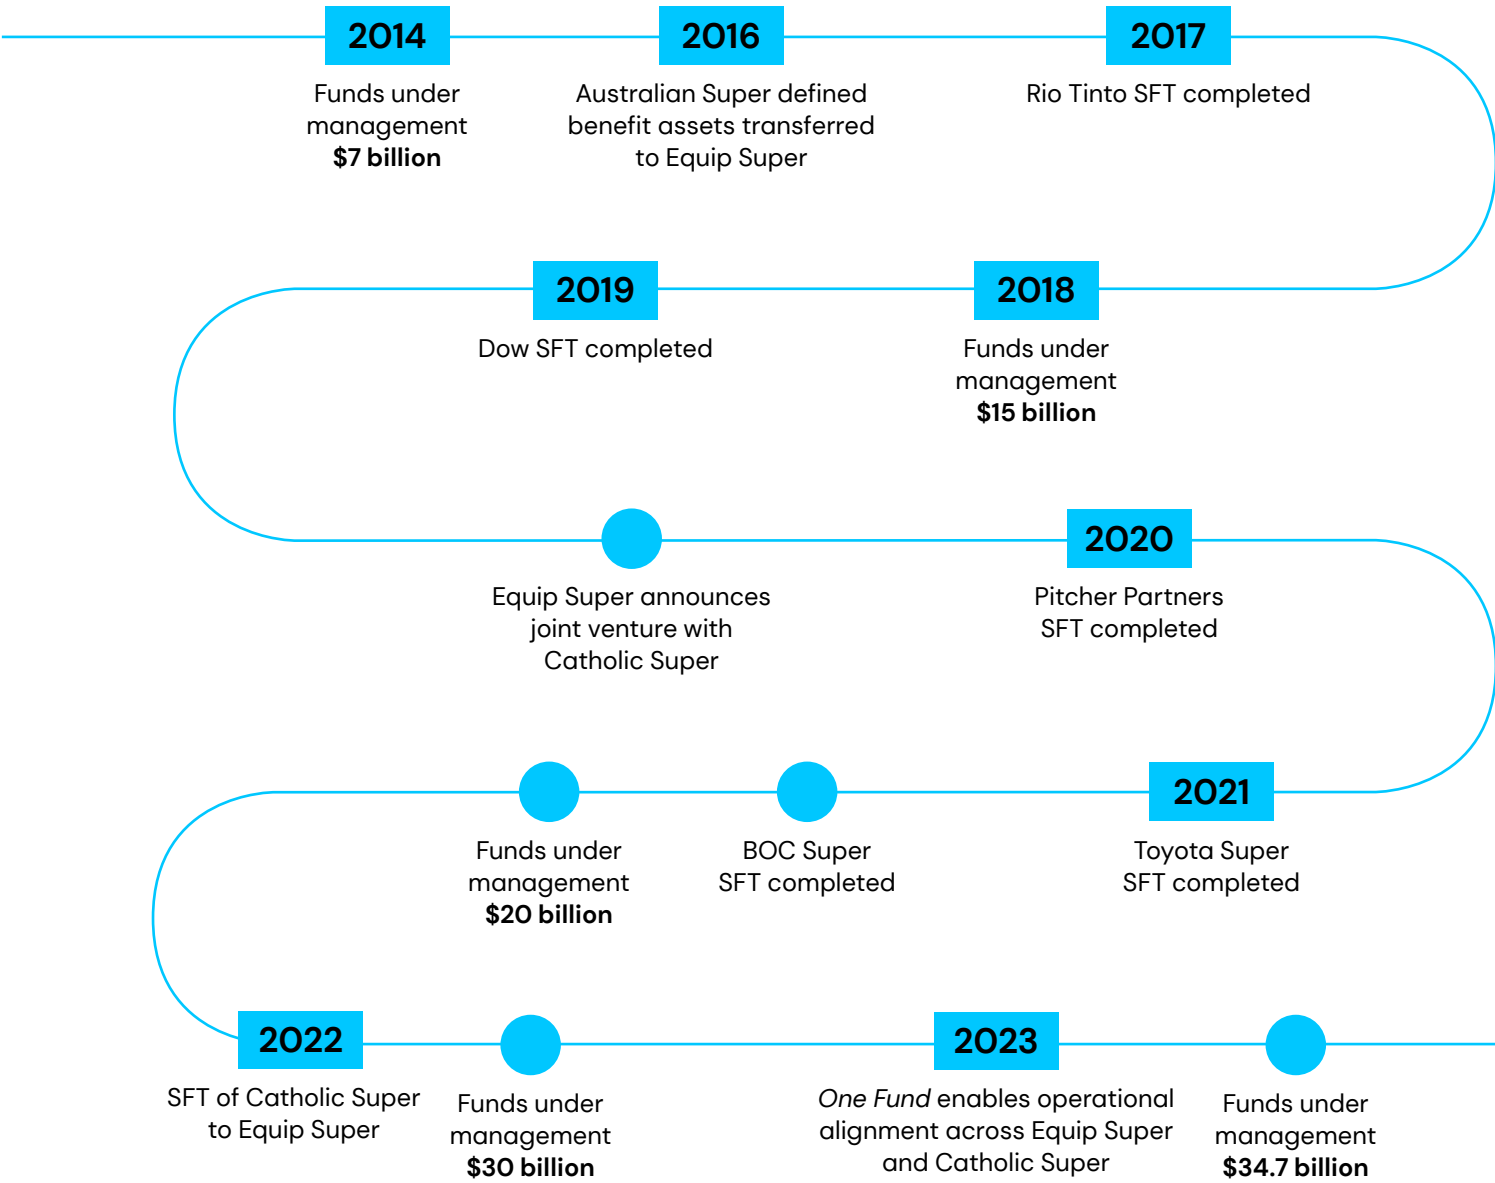 2014
Funds under
management
$7 billion
2016
Australian Super defined
benefit assets transferred
to Equip Super
2017
Rio Tinto SFT completed
2018
Funds under
management
$15 billion
2019
Dow SFT completed
Equip Super announces
joint venture with
Catholic Super
2020
Pitcher Partners
SFT completed
2021
Toyota Super
SFT completed
BOC Super
SFT completed
Funds under
management
$20 billion
2022
SFT of Catholic Super
to Equip Super
Funds under
management
$30 billion
2023
One Fund enables operational
alignment across Equip Super
and Catholic Super
Funds under
management
$34.7 billion